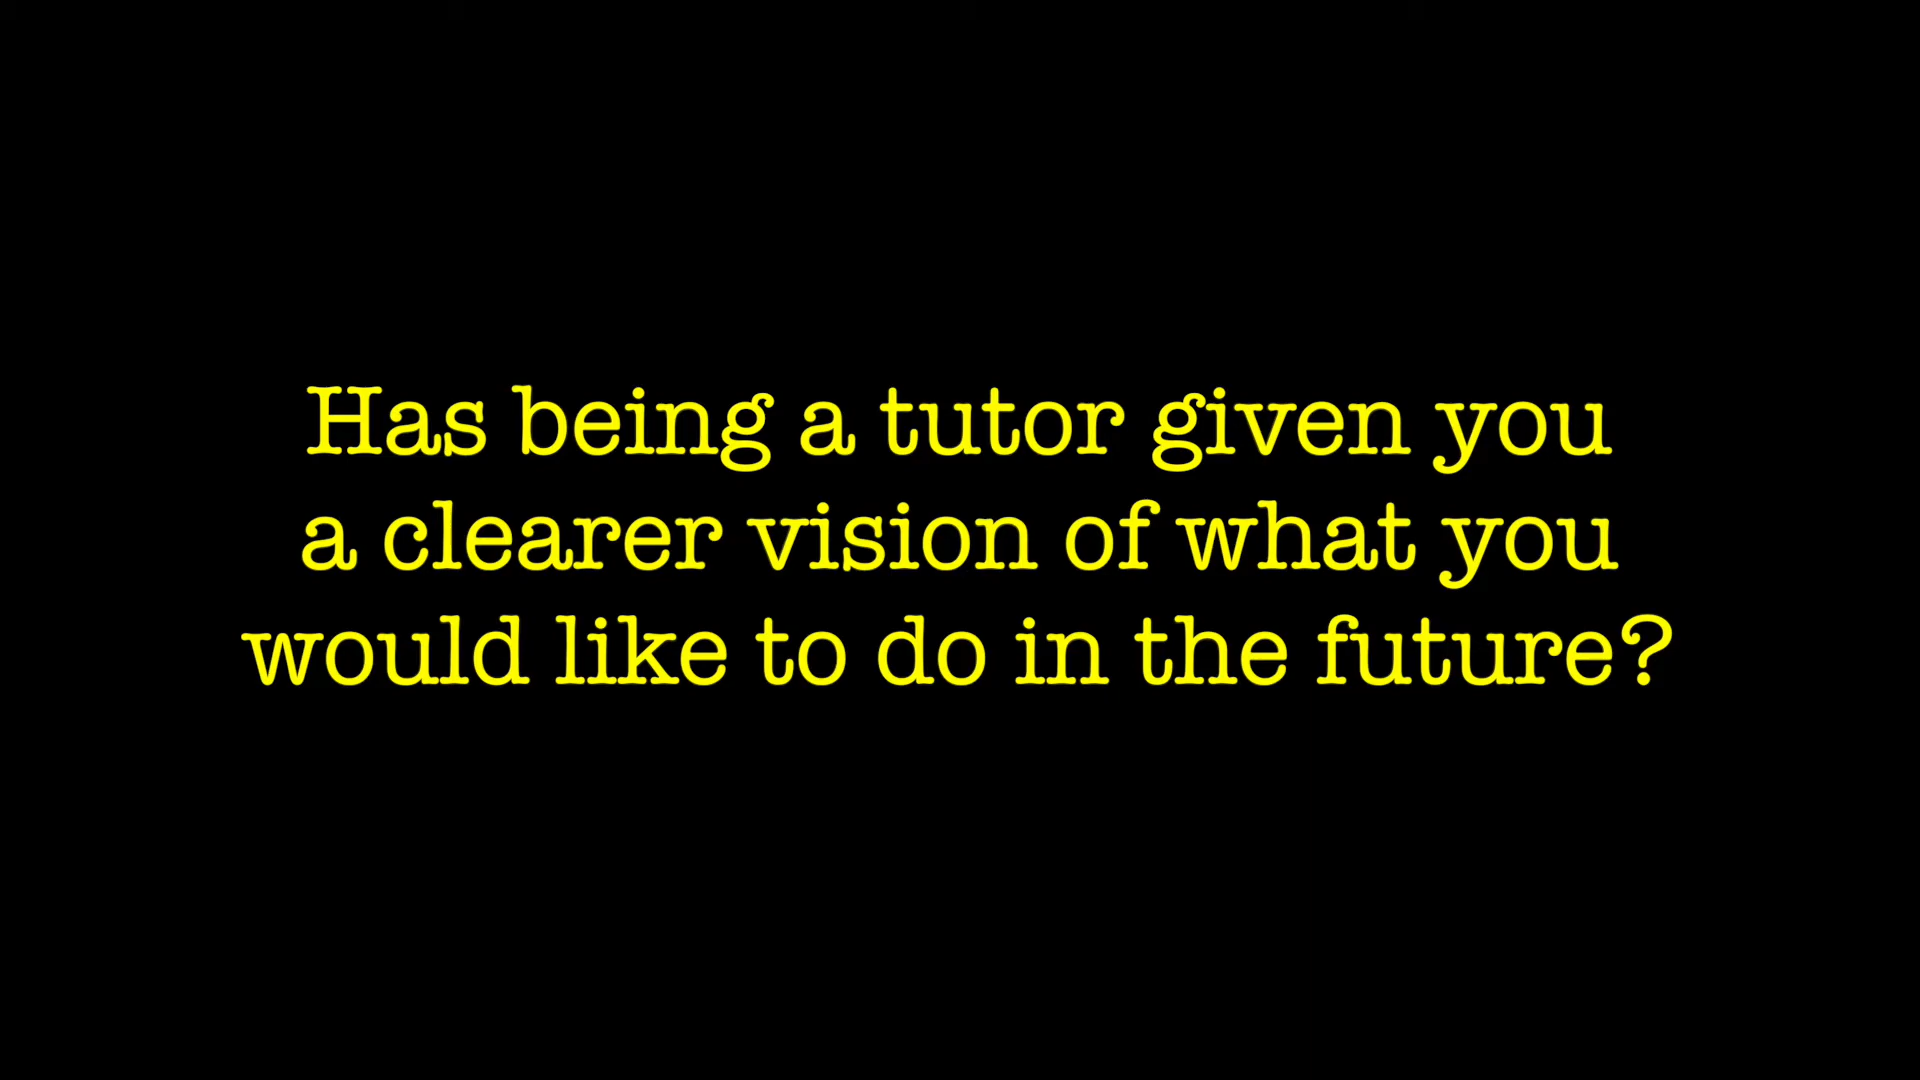 Has being a tutor given you
a clearer vision of what you
would like to do in the future?